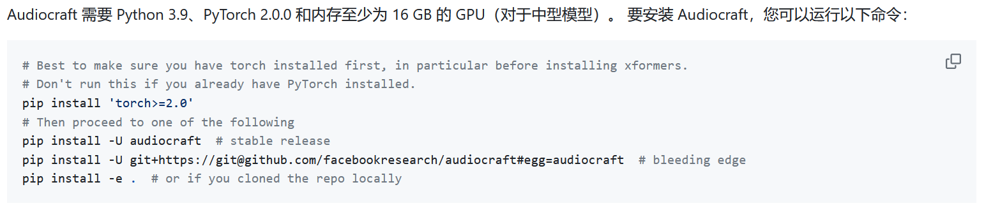 Audiocraft 需要 Python 3.9、PyTorch 2.0.0 和内存至少为 16 GB 的 GPU（对于中型模型）。 要安装 Audiocraft，您可以运行以下命令：
# Best to make sure you have torch installed first, in particular before installing xformers.
# Don't run this if you already have PyTorch installed.
pip install 'torch>=2.0'
# Then proceed to one of the following
pip install -U audiocraft  # stable release
pip install -U git+https://git@github.com/facebookresearch/audiocraft#egg=audiocraft  # bleeding edge
pip install -e .  # or if you cloned the repo locally